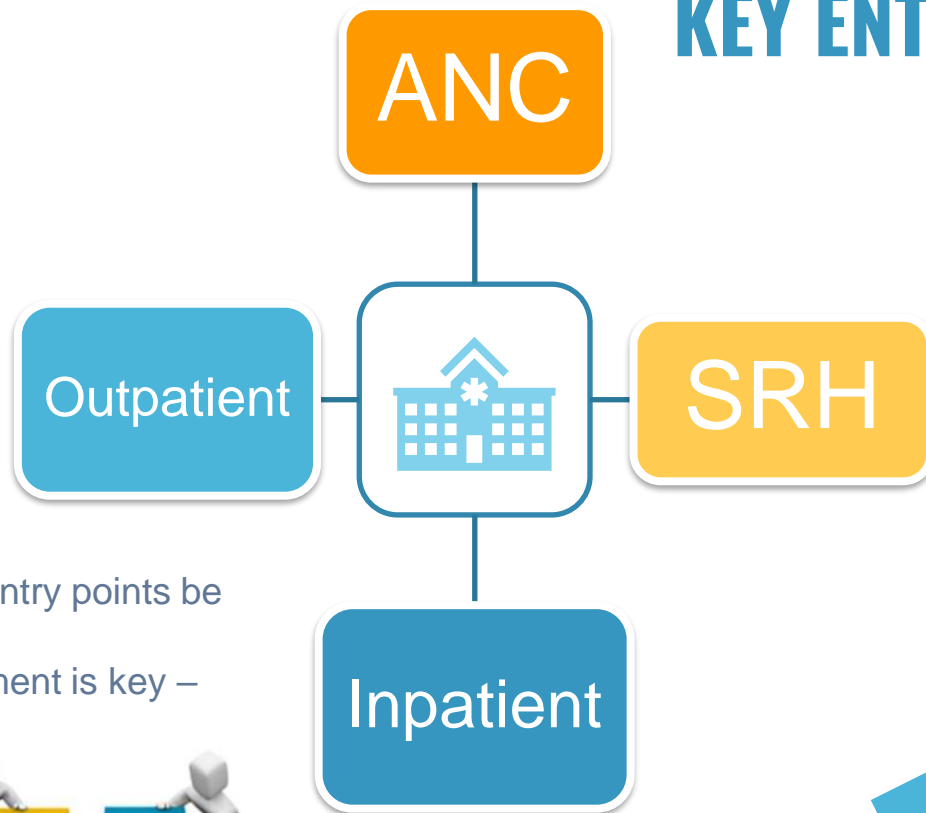 KEY ENT
ANC
Outpatient
SRH
ntry points be
nent is key –
Inpatient